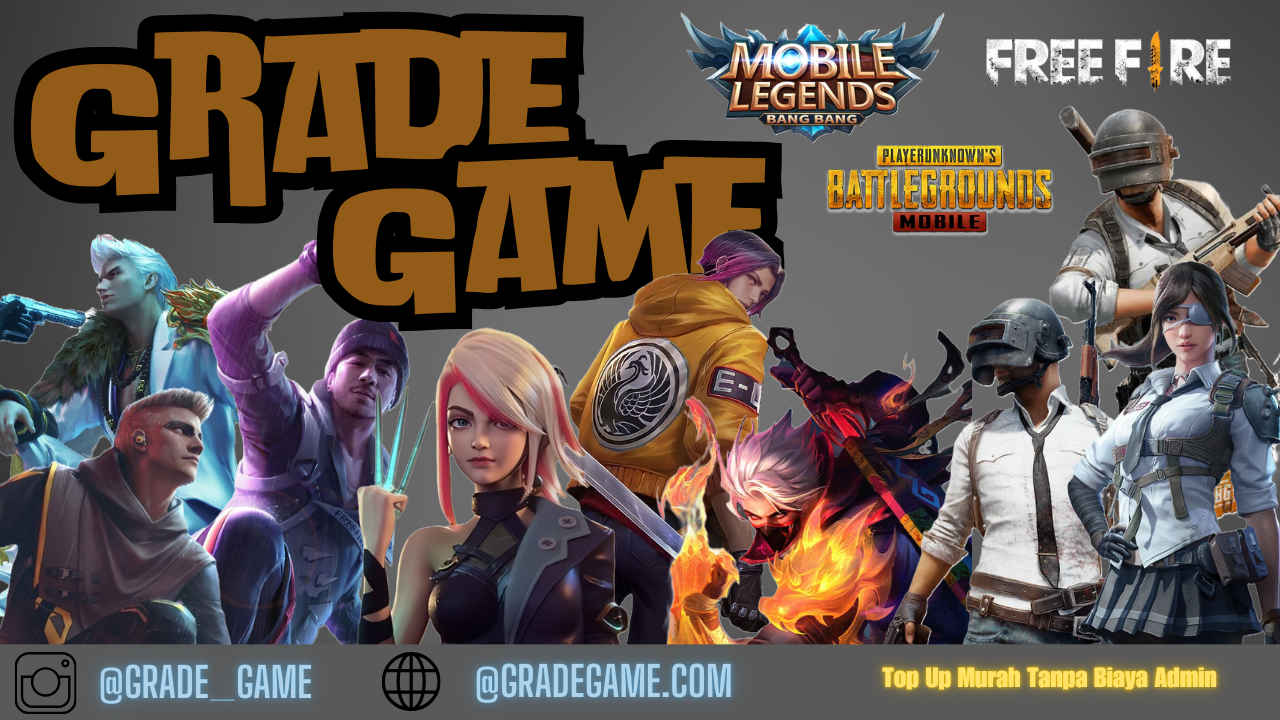 GRADE
GAME
MOBILE
LEGENDS
BANG BANG
FREE FIRE
PLAYERUNKNOWN'S
BATTLEGROUNDS
MOBILE
E-L
BG
@GRADE_GAME
@GRADEGAME.COM
Top Up Murah Tanpa Biaya Admin